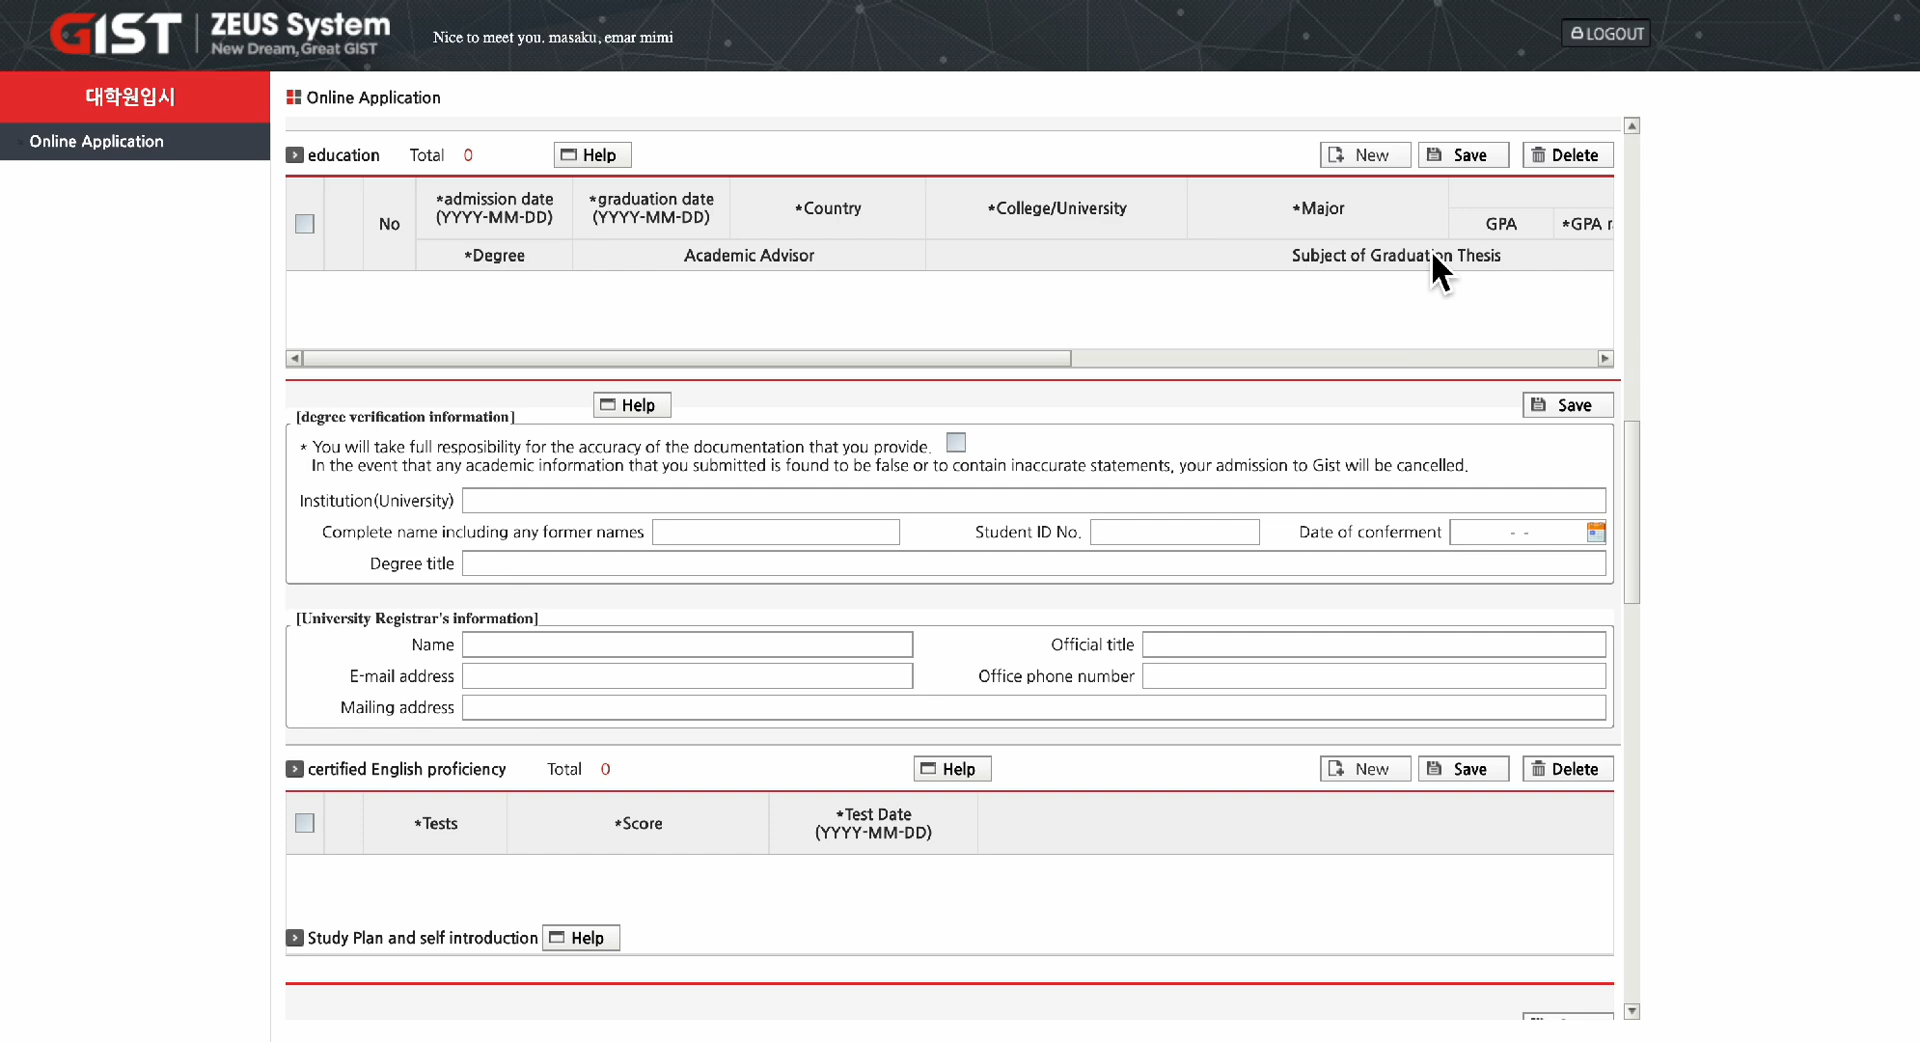 GIST
ZEUS System
New Dream, Great GIST
Nice to meet you. masaku, emar mimi
LOGOUT
대학원입시
Online Application
Online Application
education Total 0 Help New Save Delete
No
*admission date
(YYYY-MM-DD)
*graduation date
(YYYY-MM-DD)
*Country
*College/University
*Major
GPA
*GPA r
*Degree
Academic Advisor
Subject of Graduation Thesis
Help Save
[degree verification information]
* You will take full resposibility for the accuracy of the documentation that you provide.
In the event that any academic information that you submitted is found to be false or to contain inaccurate statements, your admission to Gist will be cancelled.
Institution(University)
Complete name including any former names Student ID No. Date of conferment - -
Degree title
[University Registrar's information]
Name Official title
E-mail address Office phone number
Mailing address
certified English proficiency Total 0 Help New Save Delete
*Tests
*Score
*Test Date
(YYYY-MM-DD)
Study Plan and self introduction Help